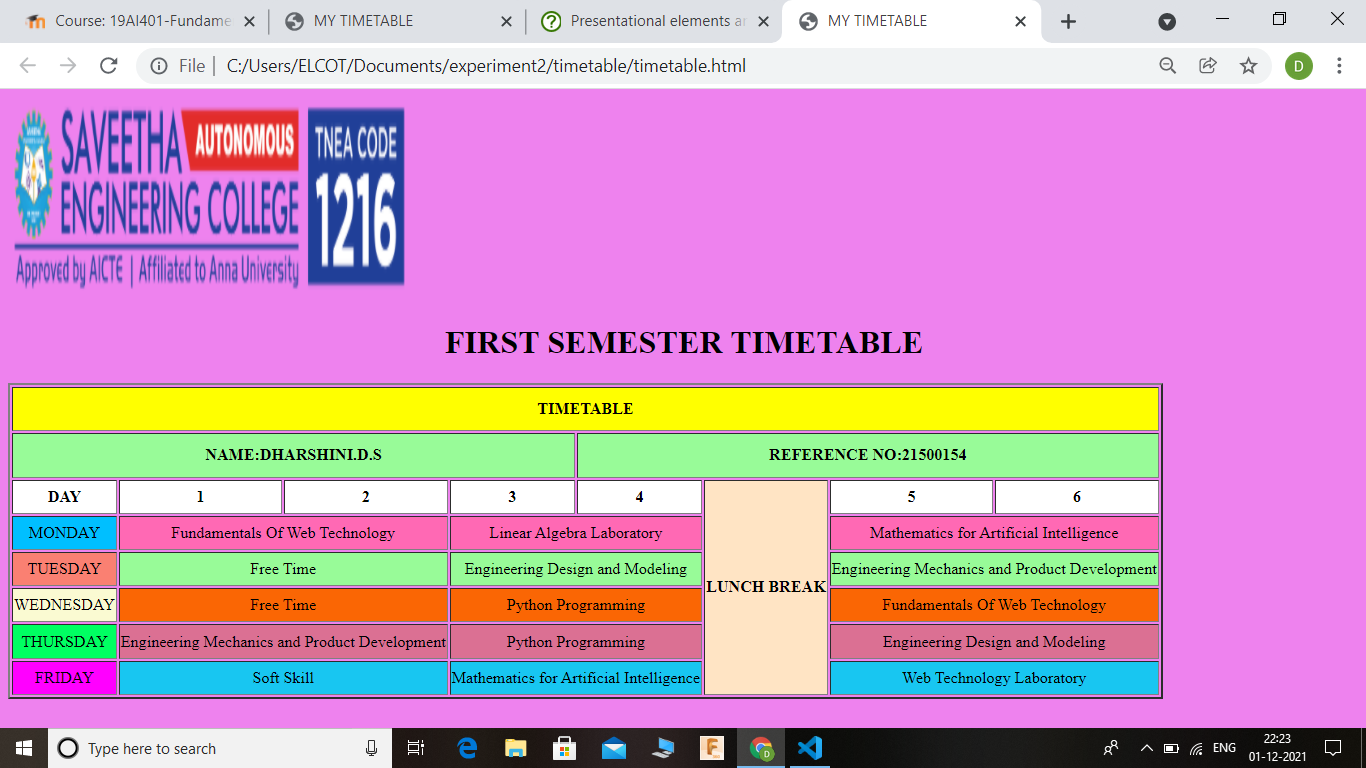 Course: 19AI401-Fundame
MY TIMETABLE
Presentational elements a
MY TIMETABLE
File | C:/Users/ELCOT/Documents/experiment2/timetable/timetable.html
D
SAVEETHA AUTONOMOUS
ENGINEERING COLLEGE
Approved by AICTE | Affiliated to Anna University
TNEA CODE
1216
FIRST SEMESTER TIMETABLE
TIMETABLE
NAME:DHARSHINI.D.S REFERENCE NO:21500154
DAY 1 2 3 4 LUNCH BREAK 5 6
MONDAY Fundamentals Of Web Technology Linear Algebra Laboratory Mathematics for Artificial Intelligence
TUESDAY Free Time Engineering Design and Modeling Engineering Mechanics and Product Development
WEDNESDAY Free Time Python Programming Fundamentals Of Web Technology
THURSDAY Engineering Mechanics and Product Development Python Programming Engineering Design and Modeling
FRIDAY Soft Skill Mathematics for Artificial Intelligence Web Technology Laboratory
Type here to search
ENG
22:23
01-12-2021